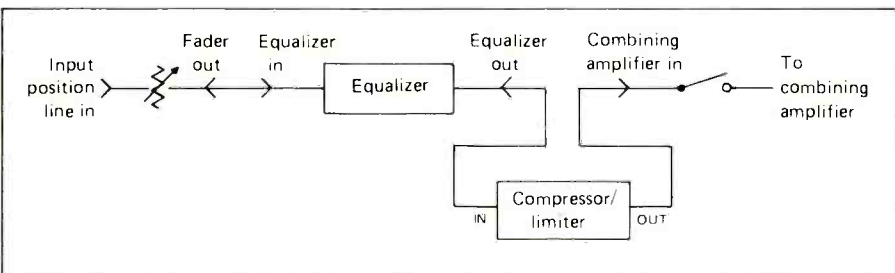 Input
position
line in
Fader
out
Equalizer
in
Equalizer
Equalizer
out
Combining
amplifier in
To
combining
amplifier
IN
Compressor/
limiter
OUT